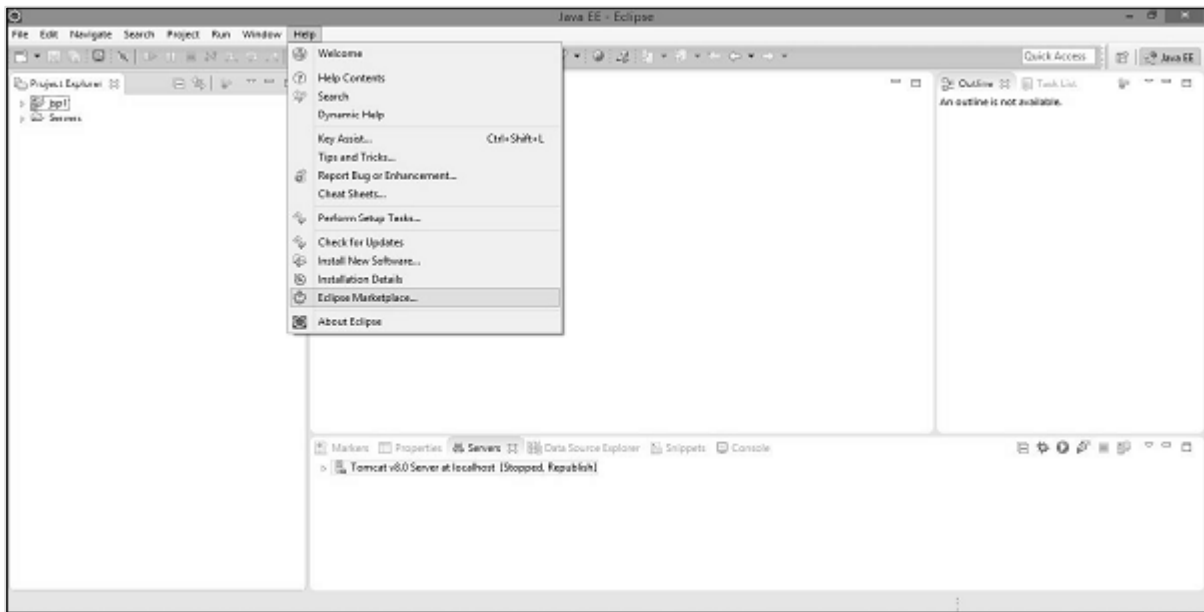 Java EE - Eclipse
File Edit Navigate Search Project Run Window Help
Quick Access
Java EE
Project Explorer
jsp1
Servers
Welcome
Help Contents
Search
Dynamic Help
Key Assist... Ctrl+Shift+L
Tips and Tricks...
Report Bug or Enhancement...
Cheat Sheets...
Perform Setup Tasks...
Check for Updates
Install New Software...
Installation Details
Eclipse Marketplace...
About Eclipse
Outline Task List
An outline is not available.
Markers Properties Servers Data Source Explorer Snippets Console
Tomcat v8.0 Server at localhost [Stopped, Republish]